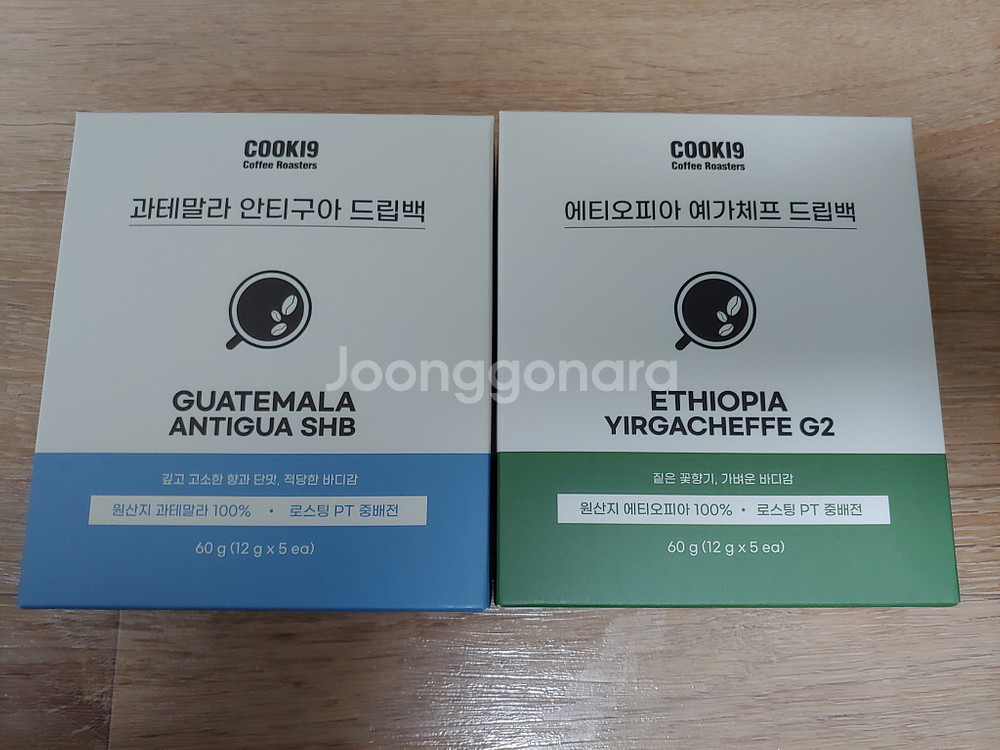 COOKI9
Coffee Roasters
과테말라 안티구아 드립백
GUATEMALA
ANTIGUA SHB
깊고 고소한 향과 단맛, 적당한 바디감
원산지 과테말라 100% • 로스팅 PT 중배전
60 g (12 g x 5 ea)
COOKI9
Coffee Roasters
에티오피아 예가체프 드립백
ETHIOPIA
YIRGACHEFFE G2
짙은 꽃향기, 가벼운 바디감
원산지 에티오피아 100% • 로스팅 PT 중배전
60 g (12 g x 5 ea)
Joonggonara